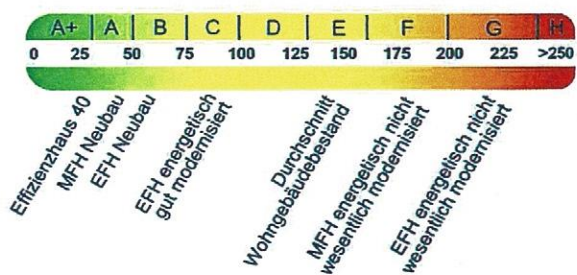 A+ A B C D E F G H
0 25 50 75 100 125 150 175 200 225 >250
Effizienzhaus 40
MFH Neubau
EFH Neubau
EFH energetisch
gut modernisiert
Durchschnitt
Wohngebäudebestand
MFH energetisch nicht
wesentlich modernisiert
EFH energetisch nicht
wesentlich modernisiert